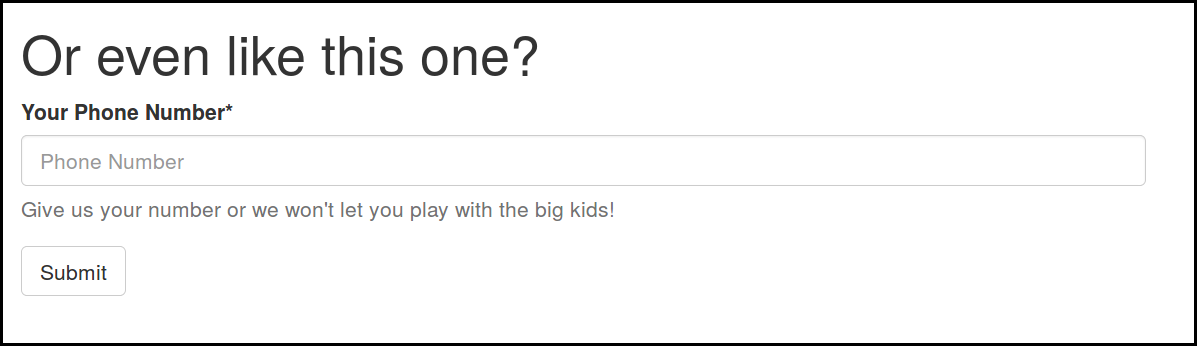 Or even like this one?
Your Phone Number*
Phone Number
Give us your number or we won't let you play with the big kids!
Submit